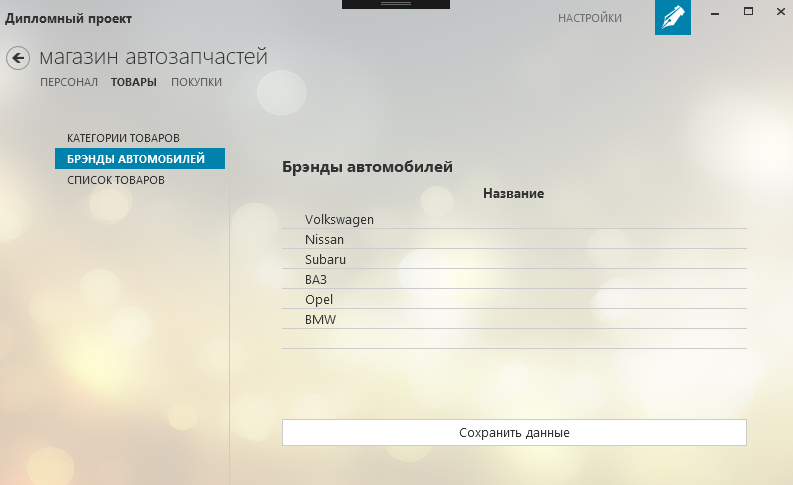 Дипломный проект
НАСТРОЙКИ
магазин автозапчастей
ПЕРСОНАЛ ТОВАРЫ ПОКУПКИ
КАТЕГОРИИ ТОВАРОВ
БРЭНДЫ АВТОМОБИЛЕЙ
СПИСОК ТОВАРОВ
Брэнды автомобилей
Название
Volkswagen
Nissan
Subaru
ВАЗ
Opel
BMW
Сохранить данные